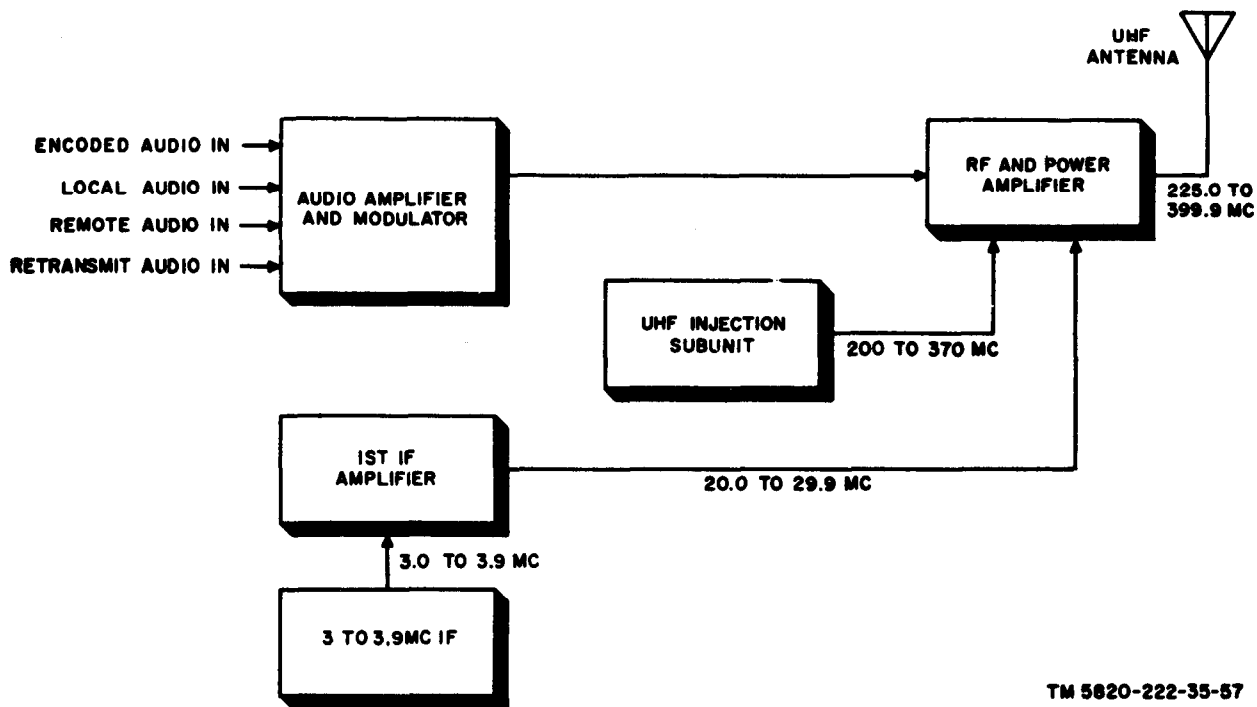 UHF
ANTENNA
ENCODED AUDIO IN
LOCAL AUDIO IN
REMOTE AUDIO IN
RETRANSMIT AUDIO IN
AUDIO AMPLIFIER
AND MODULATOR
RF AND POWER
AMPLIFIER
225.0 TO
399.9 MC
UHF INJECTION
SUBUNIT
200 TO 370 MC
IST IF
AMPLIFIER
20.0 TO 29.9 MC
3.0 TO 3.9 MC
3 TO 3.9MC IF
TM 5820-222-35-57